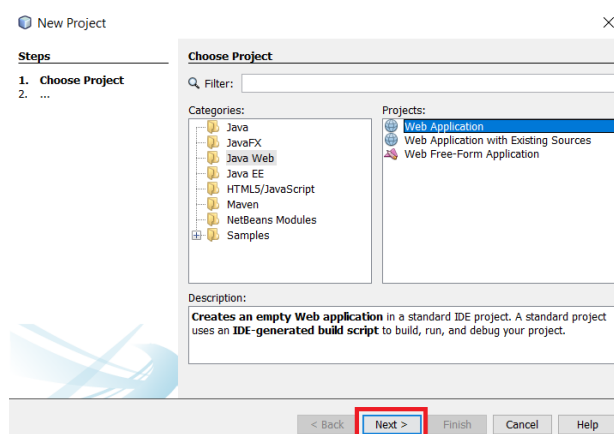 New Project
Steps
1. Choose Project
2. ...
Choose Project
Filter:
Categories:
Java
JavaFX
Java Web
Java EE
HTML5/JavaScript
Maven
NetBeans Modules
Samples
Projects:
Web Application
Web Application with Existing Sources
Web Free-Form Application
Description:
Creates an empty Web application in a standard IDE project. A standard project
uses an IDE-generated build script to build, run, and debug your project.
< Back Next > Finish Cancel Help